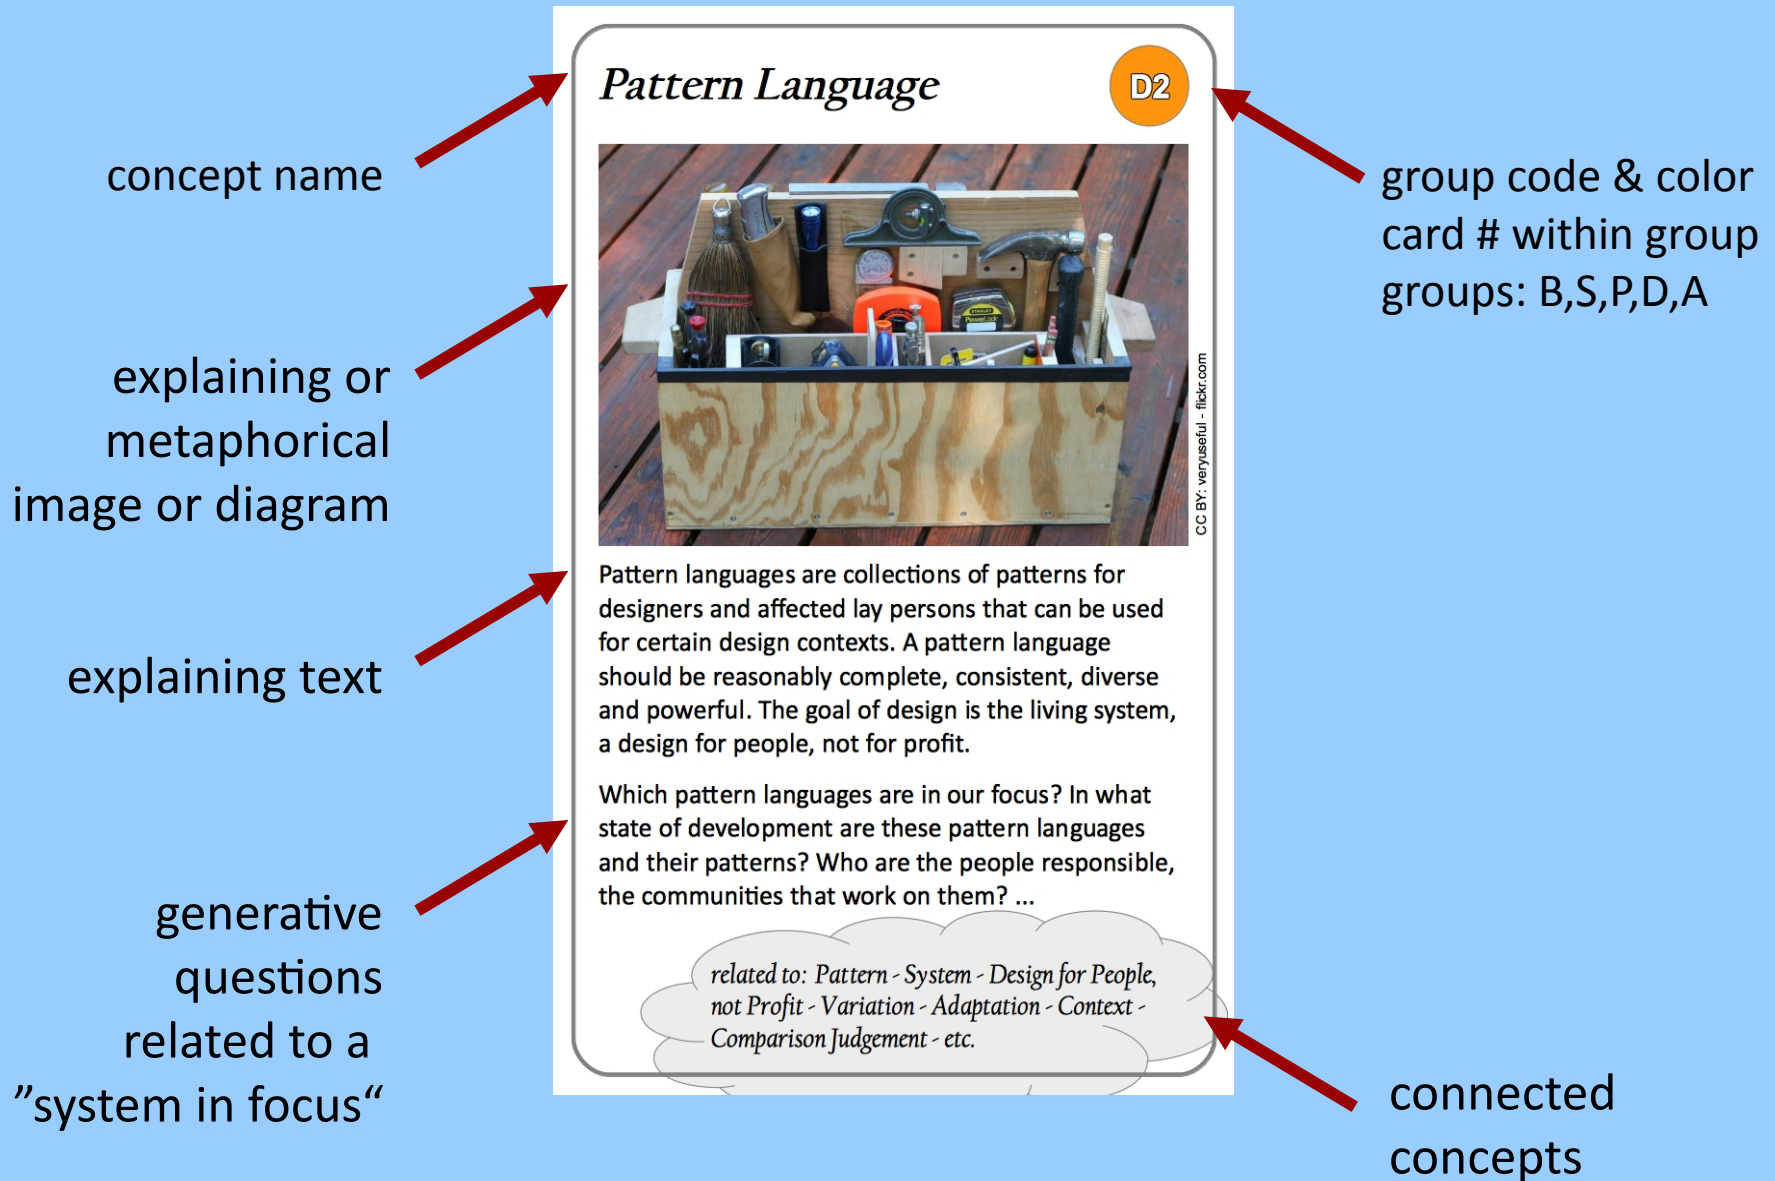 Pattern Language
D2
concept name
group code & color
card # within group
groups: B,S,P,D,A
explaining or
metaphorical
image or diagram
CC BY: veryuseful - flickr.com
explaining text
Pattern languages are collections of patterns for
designers and affected lay persons that can be used
for certain design contexts. A pattern language
should be reasonably complete, consistent, diverse
and powerful. The goal of design is the living system,
a design for people, not for profit.
Which pattern languages are in our focus? In what
state of development are these pattern languages
and their patterns? Who are the people responsible,
the communities that work on them? ...
generative
questions
related to a
”system in focus“
related to: Pattern - System - Design for People,
not Profit - Variation - Adaptation - Context -
Comparison Judgement - etc.
connected
concepts
STANLEY
PowerLock